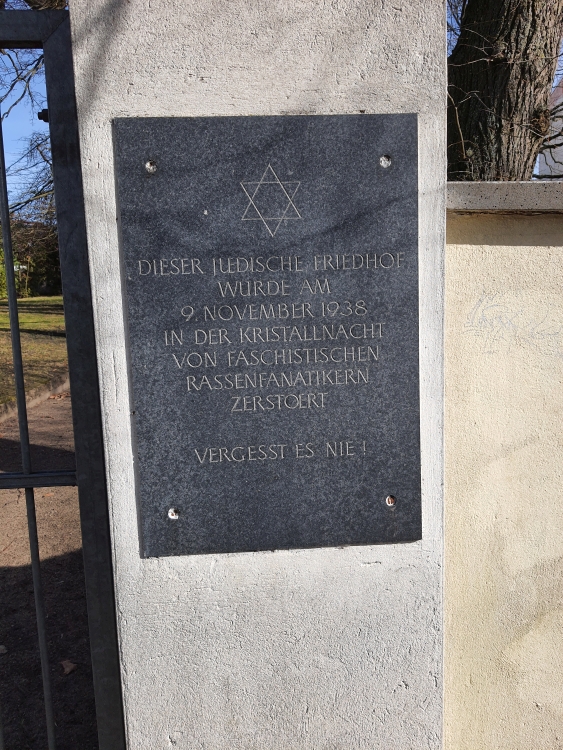 DIESER JUEDISCHE FRIEDHOF
WURDE AM
9. NOVEMBER 1938
IN DER KRISTALLNACHT
VON FASCHISTISCHEN
RASSENFANATIKERN
ZERSTOERT
VERGESST ES NIE !